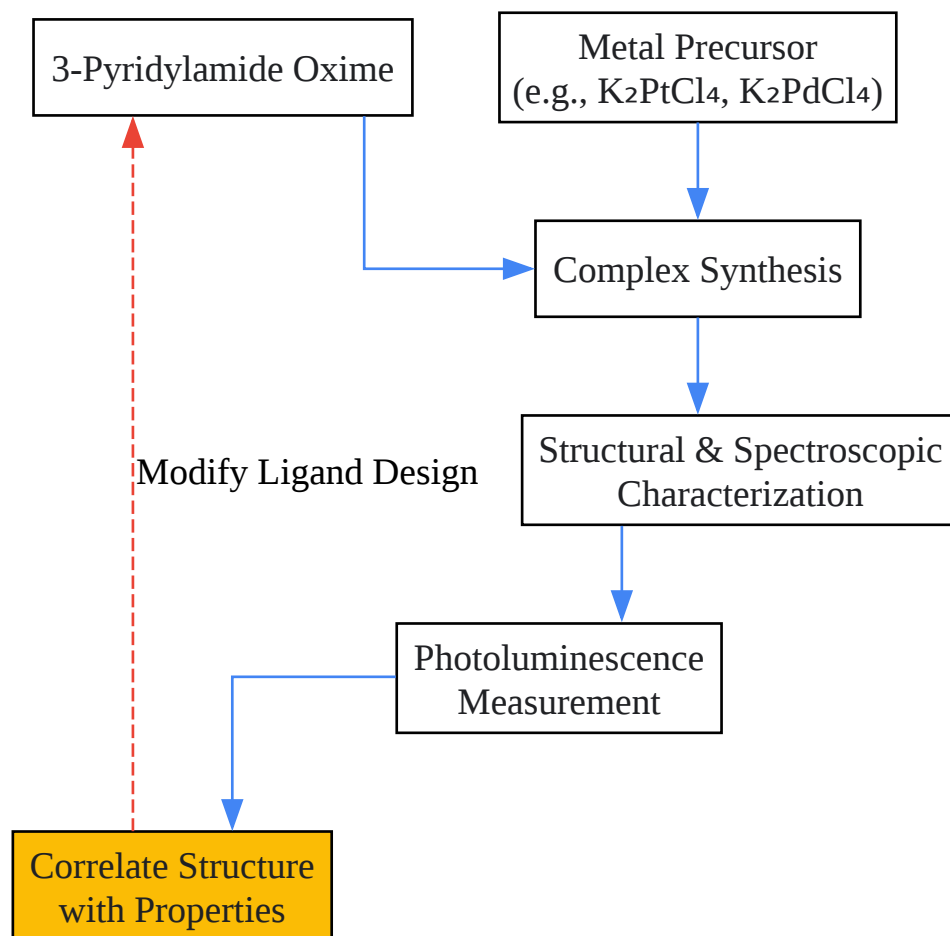 3-Pyridylamide Oxime
Metal Precursor
(e.g., K₂PtCl₄, K₂PdCl₄)
Complex Synthesis
Structural & Spectroscopic
Characterization
Modify Ligand Design
Photoluminescence
Measurement
Correlate Structure
with Properties